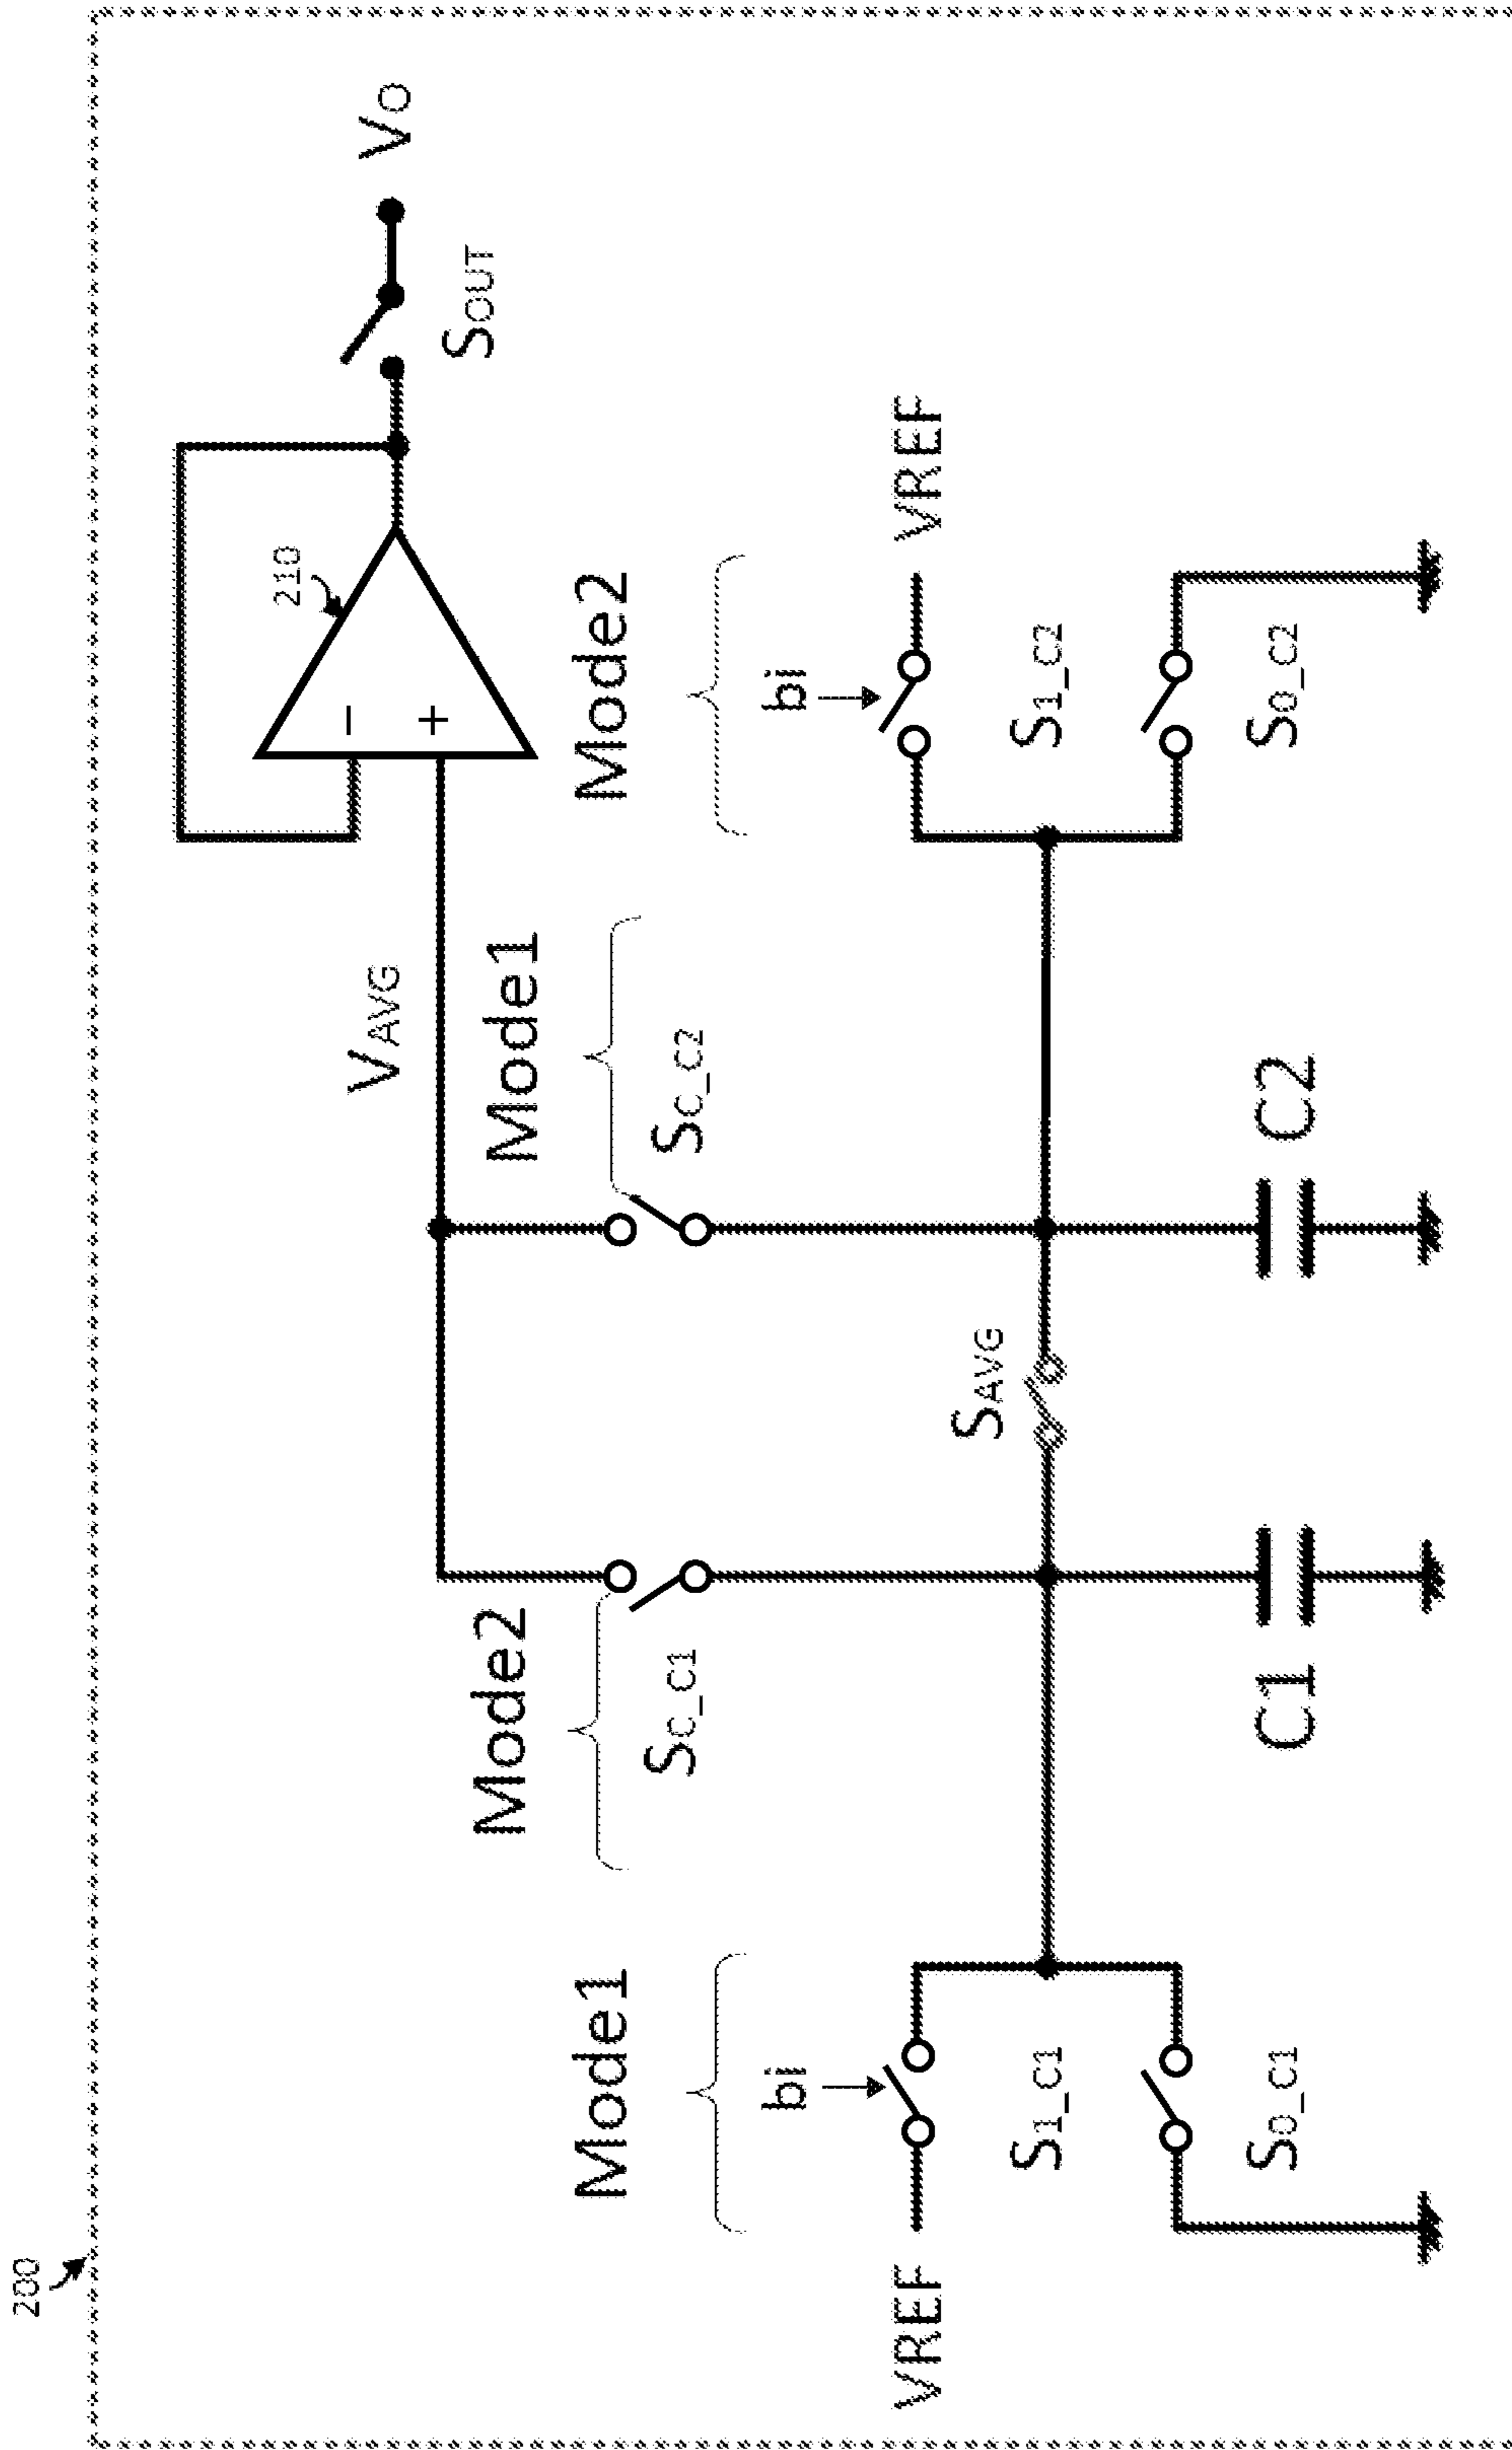 200
VAVG
210
VO
SOUT
Mode2
SC_C1
Mode1
SC_C2
Mode1
bi
VREF
S1_C1
S0_C1
SAVG
C1
C2
Mode2
bi
VREF
S1_C2
S0_C2
−
+